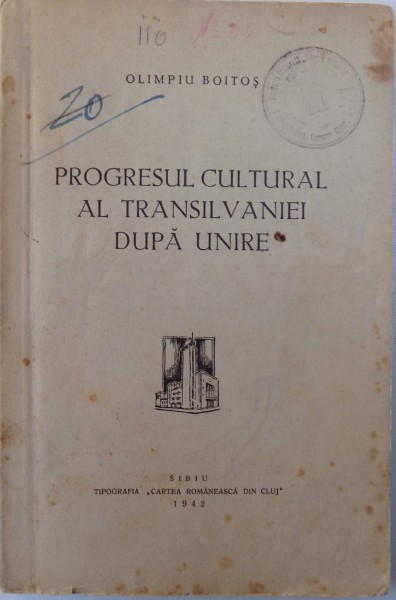 110
OLIMPIU BOITOȘ
20
PROGRESUL CULTURAL
AL TRANSILVANIEI
DUPĂ UNIRE
SIBIU
TIPOGRAFIA „CARTEA ROMÂNEASCĂ DIN CLUJ"
1942